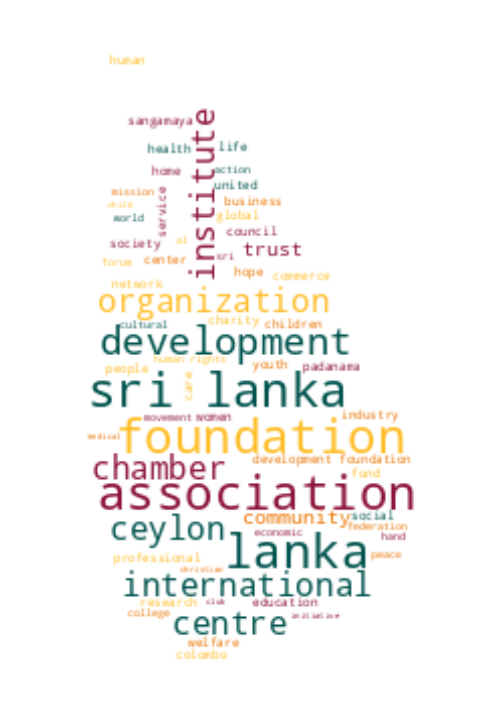 human
sangamaya
institute
health life
home action
united
mission service business
child
world global
council
society al trust
sri
forum center
hope commerce
network
organization
cultural charity children
development
human rights
people care youth padanama
sri lanka
movement women industry
medical foundation
chamber development foundation
fund
association
community social
ceylon federation
economic hand
lanka
professional peace
christian
international
research club education
college initiative
centre
welfare
colombo